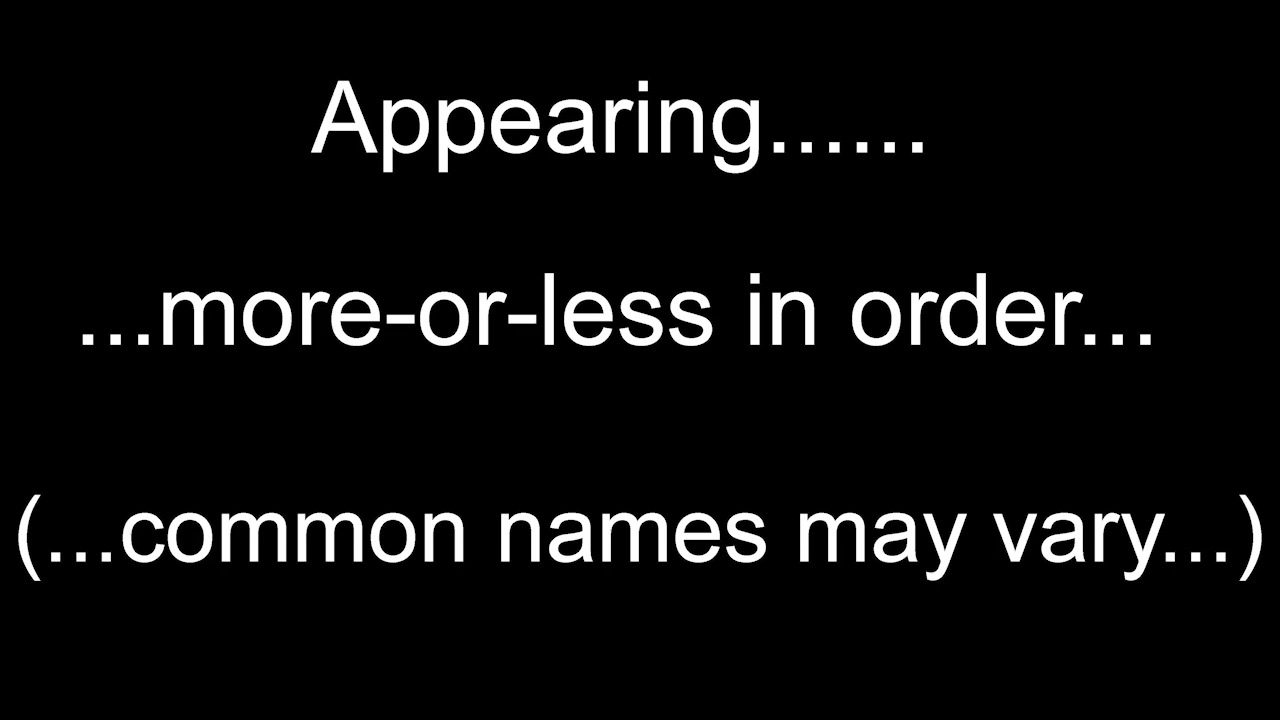 Appearing......
...more-or-less in order...
(...common names may vary...)